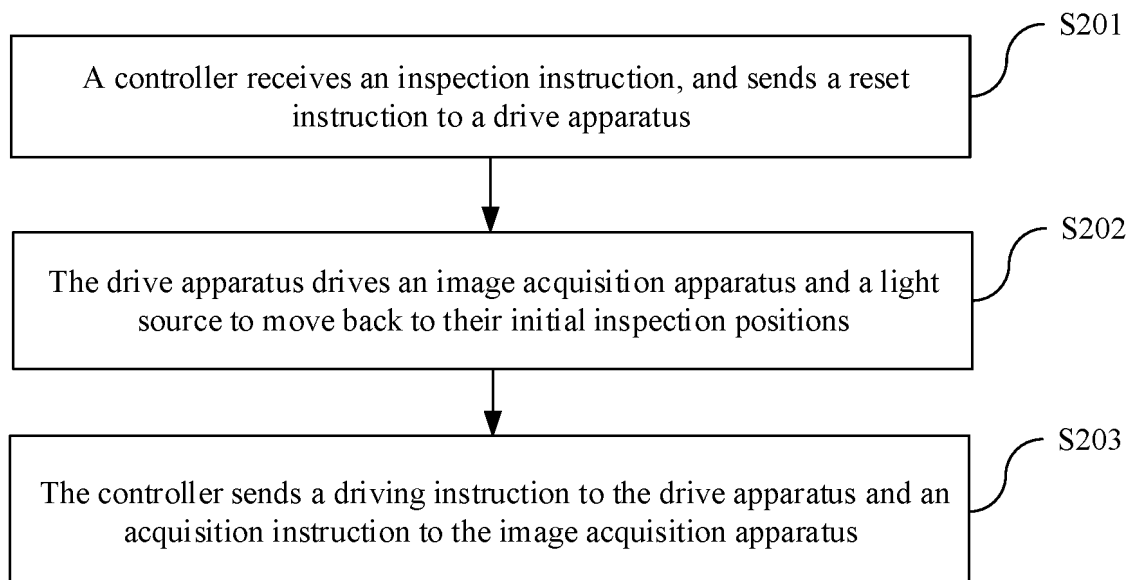 S201
A controller receives an inspection instruction, and sends a reset
instruction to a drive apparatus
S202
The drive apparatus drives an image acquisition apparatus and a light
source to move back to their initial inspection positions
S203
The controller sends a driving instruction to the drive apparatus and an
acquisition instruction to the image acquisition apparatus